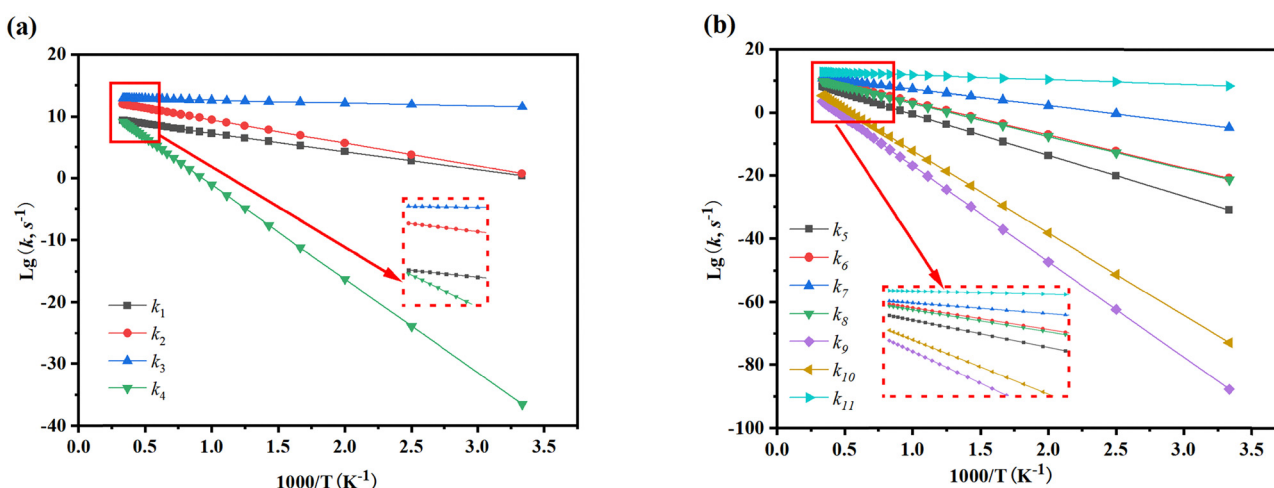 (a)
Lg (k, s⁻¹)
20
10
0
-10
-20
-30
-40
k₁
k₂
k₃
k₄
0.0 0.5 1.0 1.5 2.0 2.5 3.0 3.5
1000/T (K⁻¹)
(b)
Lg (k, s⁻¹)
20
0
-20
-40
-60
-80
-100
k₅
k₆
k₇
k₈
k₉
k₁₀
k₁₁
0.0 0.5 1.0 1.5 2.0 2.5 3.0 3.5
1000/T (K⁻¹)